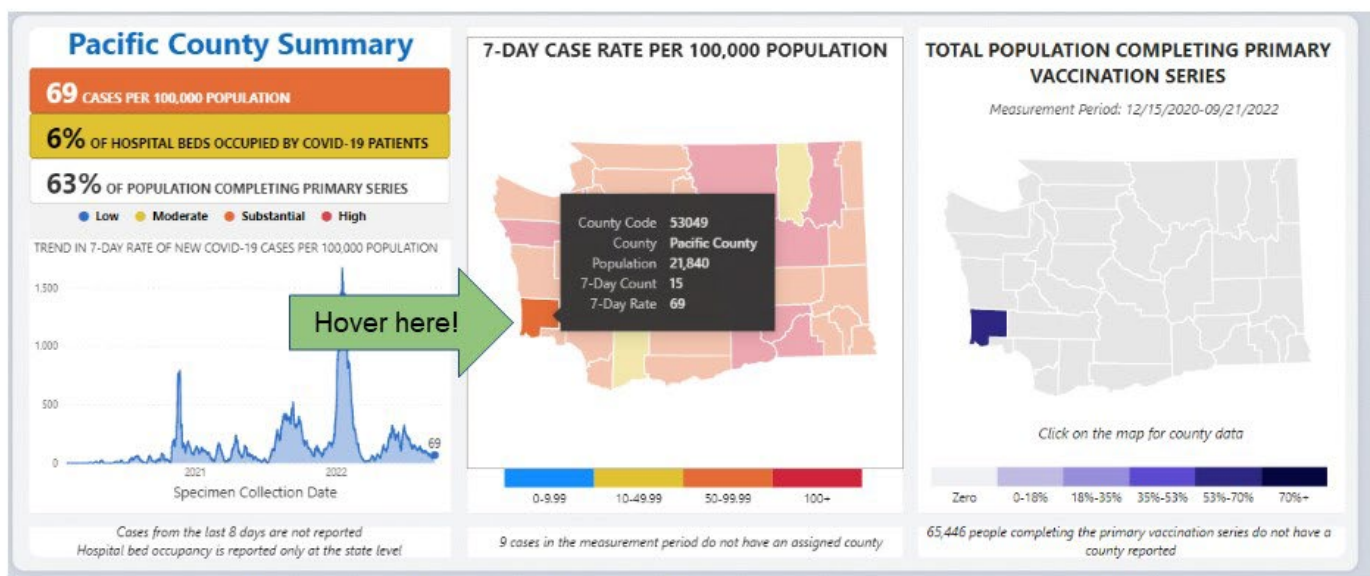 Pacific County Summary
69 CASES PER 100,000 POPULATION
6% OF HOSPITAL BEDS OCCUPIED BY COVID-19 PATIENTS
63% OF POPULATION COMPLETING PRIMARY SERIES
Low Moderate Substantial High
TREND IN 7-DAY RATE OF NEW COVID-19 CASES PER 100,000 POPULATION
1,500
1,000
500
0
69
2021 2022
Specimen Collection Date
Cases from the last 8 days are not reported
Hospital bed occupancy is reported only at the state level
Hover here!
7-DAY CASE RATE PER 100,000 POPULATION
County Code 53049
County Pacific County
Population 21,840
7-Day Count 15
7-Day Rate 69
0-9.99 10-49.99 50-99.99 100+
9 cases in the measurement period do not have an assigned county
TOTAL POPULATION COMPLETING PRIMARY
VACCINATION SERIES
Measurement Period: 12/15/2020-09/21/2022
Click on the map for county data
Zero 0-18% 18%-35% 35%-53% 53%-70% 70%+
65,446 people completing the primary vaccination series do not have a
county reported